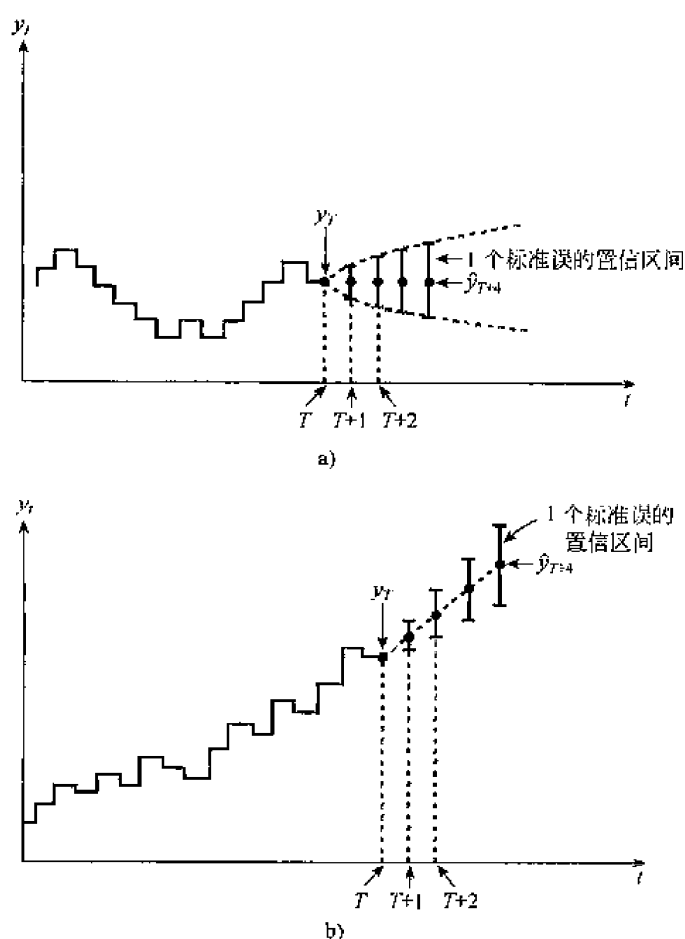 y_t
y_T
1 个标准误的置信区间
ŷ_{T+4}
T
T+1
T+2
t
a)
y_t
1 个标准误的
置信区间
ŷ_{T+4}
y_T
T
T+1
T+2
t
b)